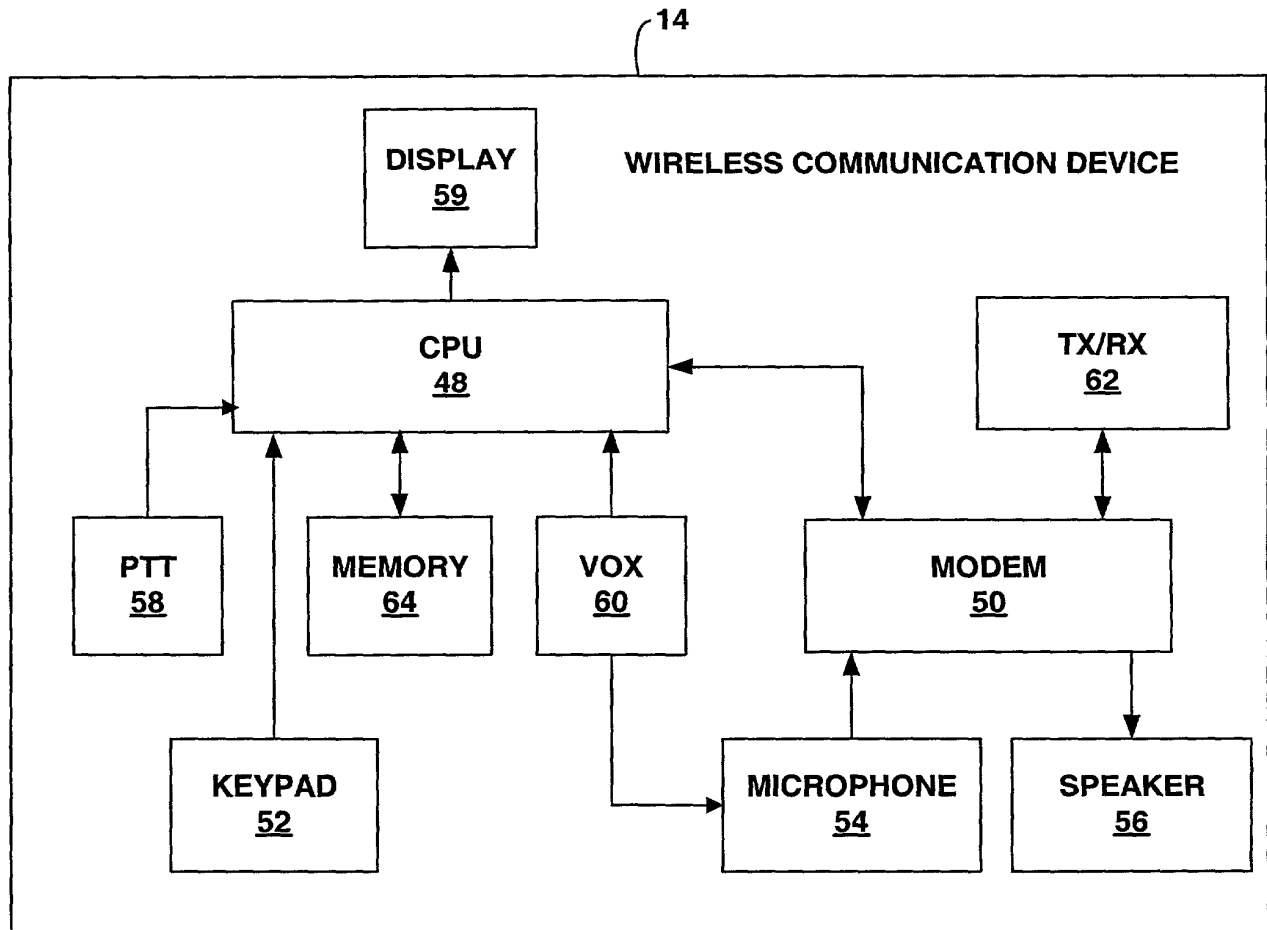 14
DISPLAY
59
WIRELESS COMMUNICATION DEVICE
CPU
48
TX/RX
62
PTT
58
MEMORY
64
VOX
60
MODEM
50
KEYPAD
52
MICROPHONE
54
SPEAKER
56